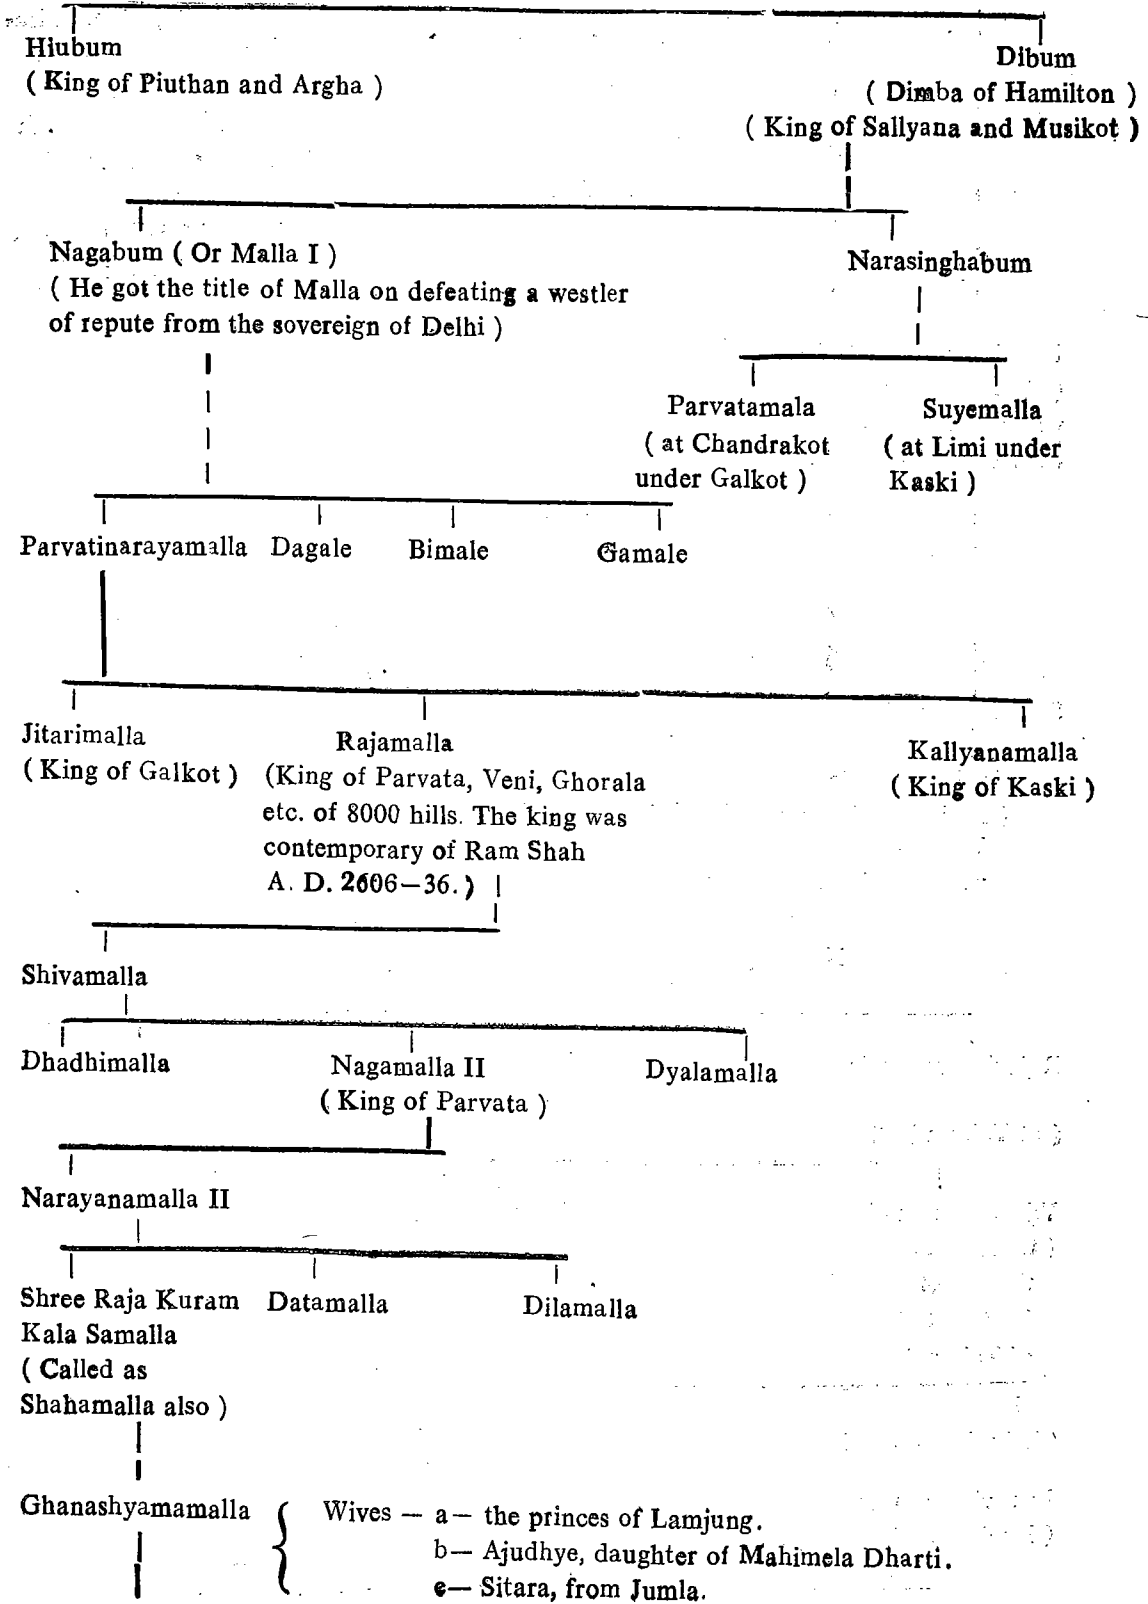 Hiubum
( King of Piuthan and Argha )
Dibum
( Dimba of Hamilton )
( King of Sallyana and Musikot )
Nagabum ( Or Malla I )
( He got the title of Malla on defeating a westler
of repute from the sovereign of Delhi )
Narasinghabum
Parvatamala
( at Chandrakot
under Galkot )
Suyemalla
( at Limi under
Kaski )
Parvatinarayamalla Dagale Bimale Gamale
Jitarimalla
( King of Galkot )
Rajamalla
(King of Parvata, Veni, Ghorala
etc. of 8000 hills. The king was
contemporary of Ram Shah
A. D. 2606–36. )
Kallyanamalla
( King of Kaski )
Shivamalla
Dhadhimalla
Nagamalla II
( King of Parvata )
Dyalamalla
Narayanamalla II
Shree Raja Kuram
Kala Samalla
( Called as
Shahamalla also )
Datamalla
Dilamalla
Ghanashyamamalla { Wives — a— the princes of Lamjung.
b— Ajudhye, daughter of Mahimela Dharti.
e— Sitara, from Jumla.